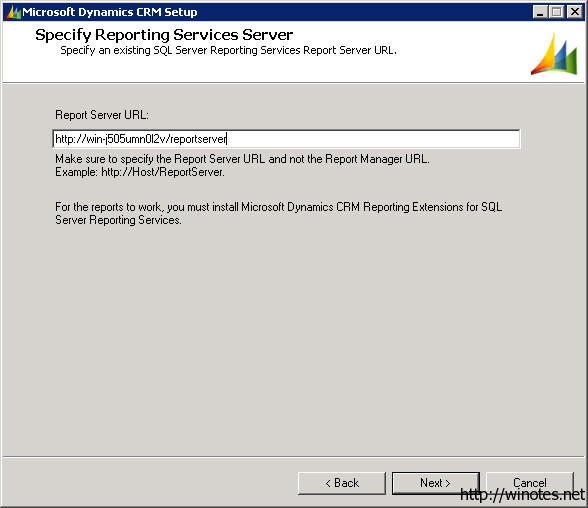 Microsoft Dynamics CRM Setup
Specify Reporting Services Server
Specify an existing SQL Server Reporting Services Report Server URL.
Report Server URL:
http://win-j505umn0l2v/reportserver
Make sure to specify the Report Server URL and not the Report Manager URL.
Example: http://Host/ReportServer.
For the reports to work, you must install Microsoft Dynamics CRM Reporting Extensions for SQL
Server Reporting Services.
< Back
Next >
Cancel
http://winotes.net